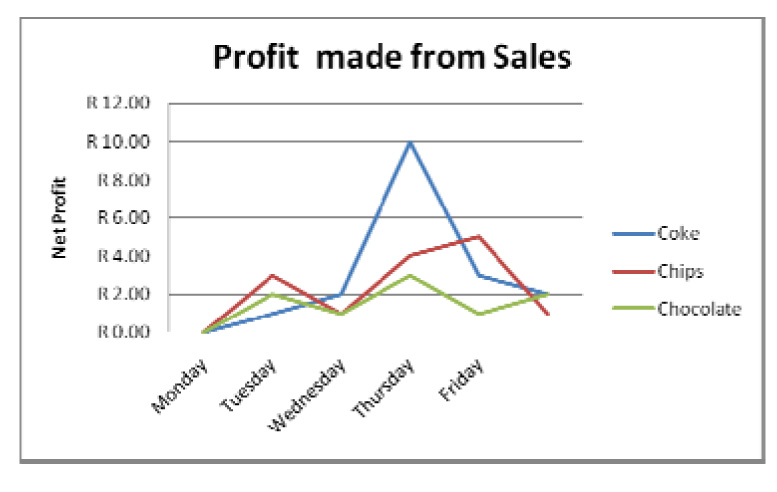 Profit made from Sales
R 12.00
R 10.00
R 8.00
R 6.00
R 4.00
R 2.00
R 0.00
Net Profit
Monday
Tuesday
Wednesday
Thursday
Friday
Coke
Chips
Chocolate